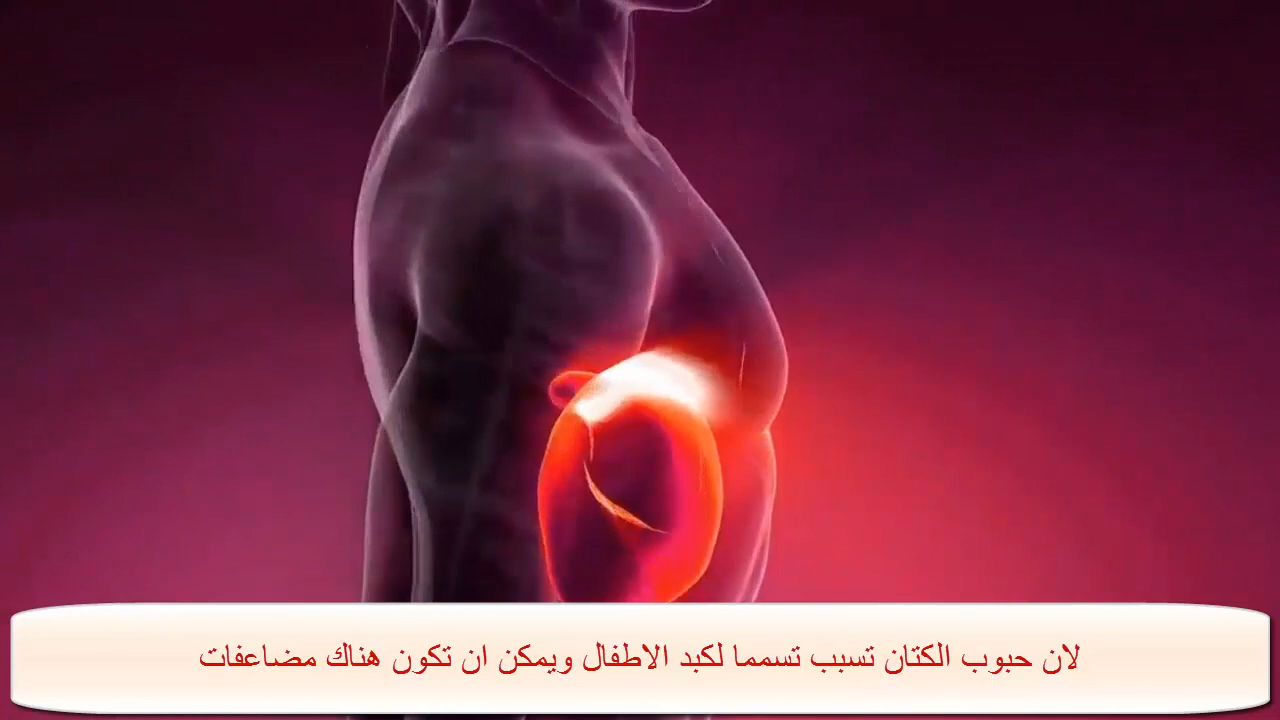 لان حبوب الكتان تسبب تسمما لكبد الاطفال ويمكن ان تكون هناك مضاعفات